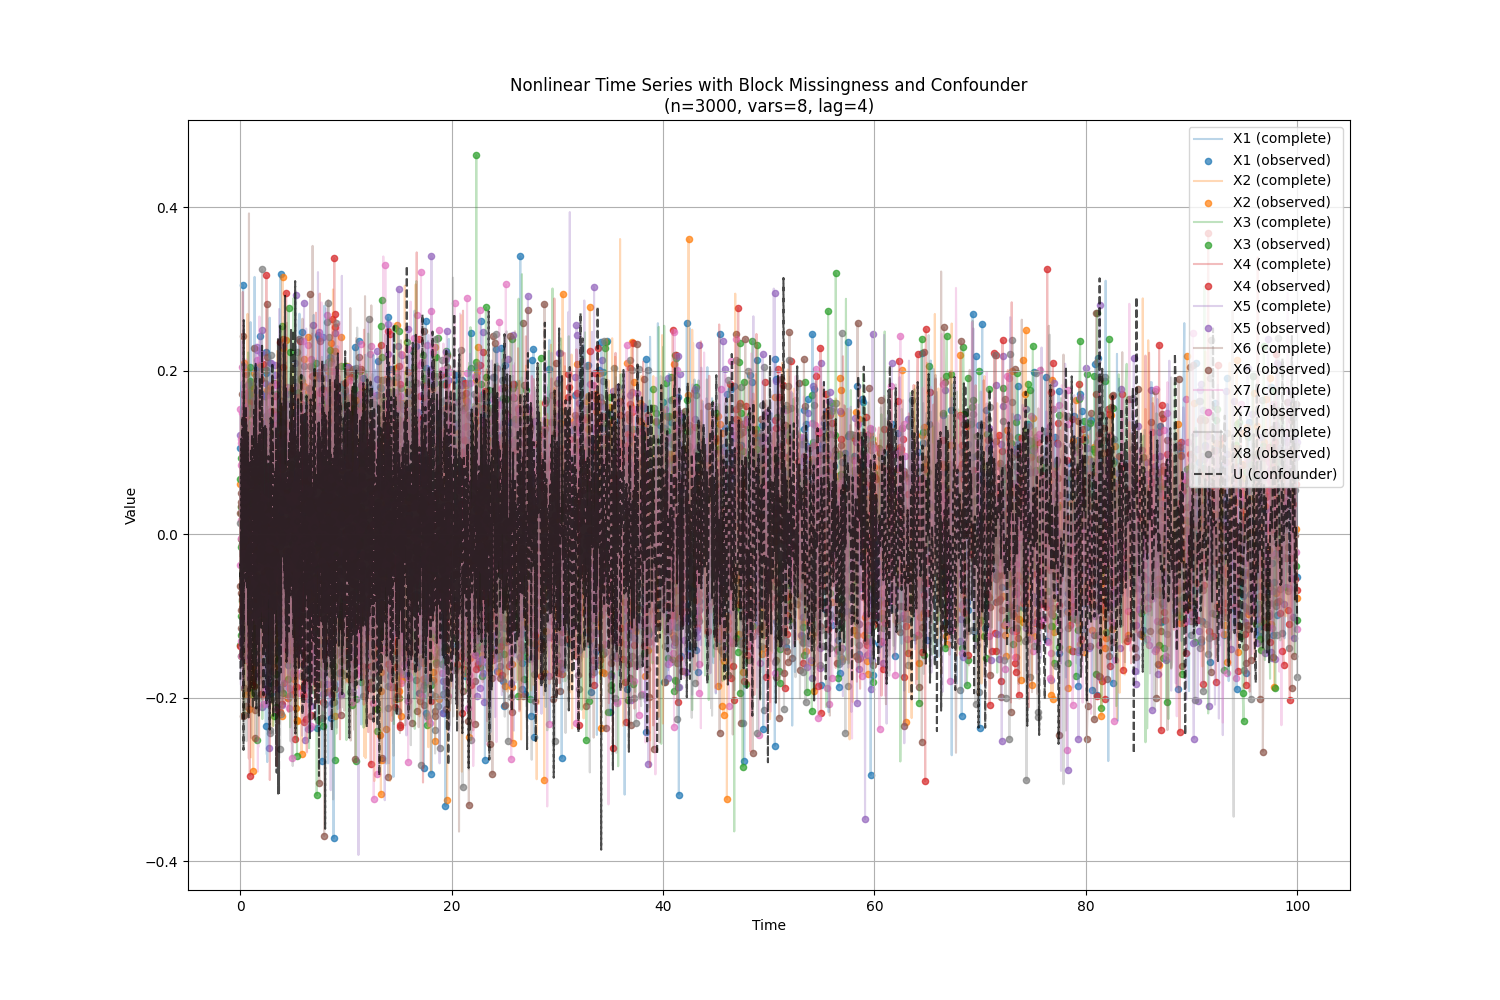 Nonlinear Time Series with Block Missingness and Confounder
(n=3000, vars=8, lag=4)
X1 (complete)
X1 (observed)
X2 (complete)
X2 (observed)
X3 (complete)
X3 (observed)
X4 (complete)
X4 (observed)
X5 (complete)
X5 (observed)
X6 (complete)
X6 (observed)
X7 (complete)
X7 (observed)
X8 (complete)
X8 (observed)
U (confounder)
Value
0.4
0.2
0.0
−0.2
−0.4
0 20 40 60 80 100
Time